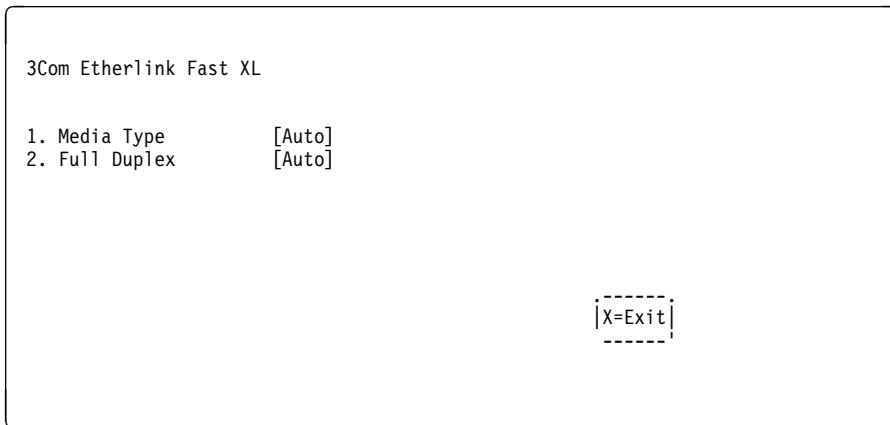 3Com Etherlink Fast XL
1. Media Type [Auto]
2. Full Duplex [Auto]
.------.
|X=Exit|
------'